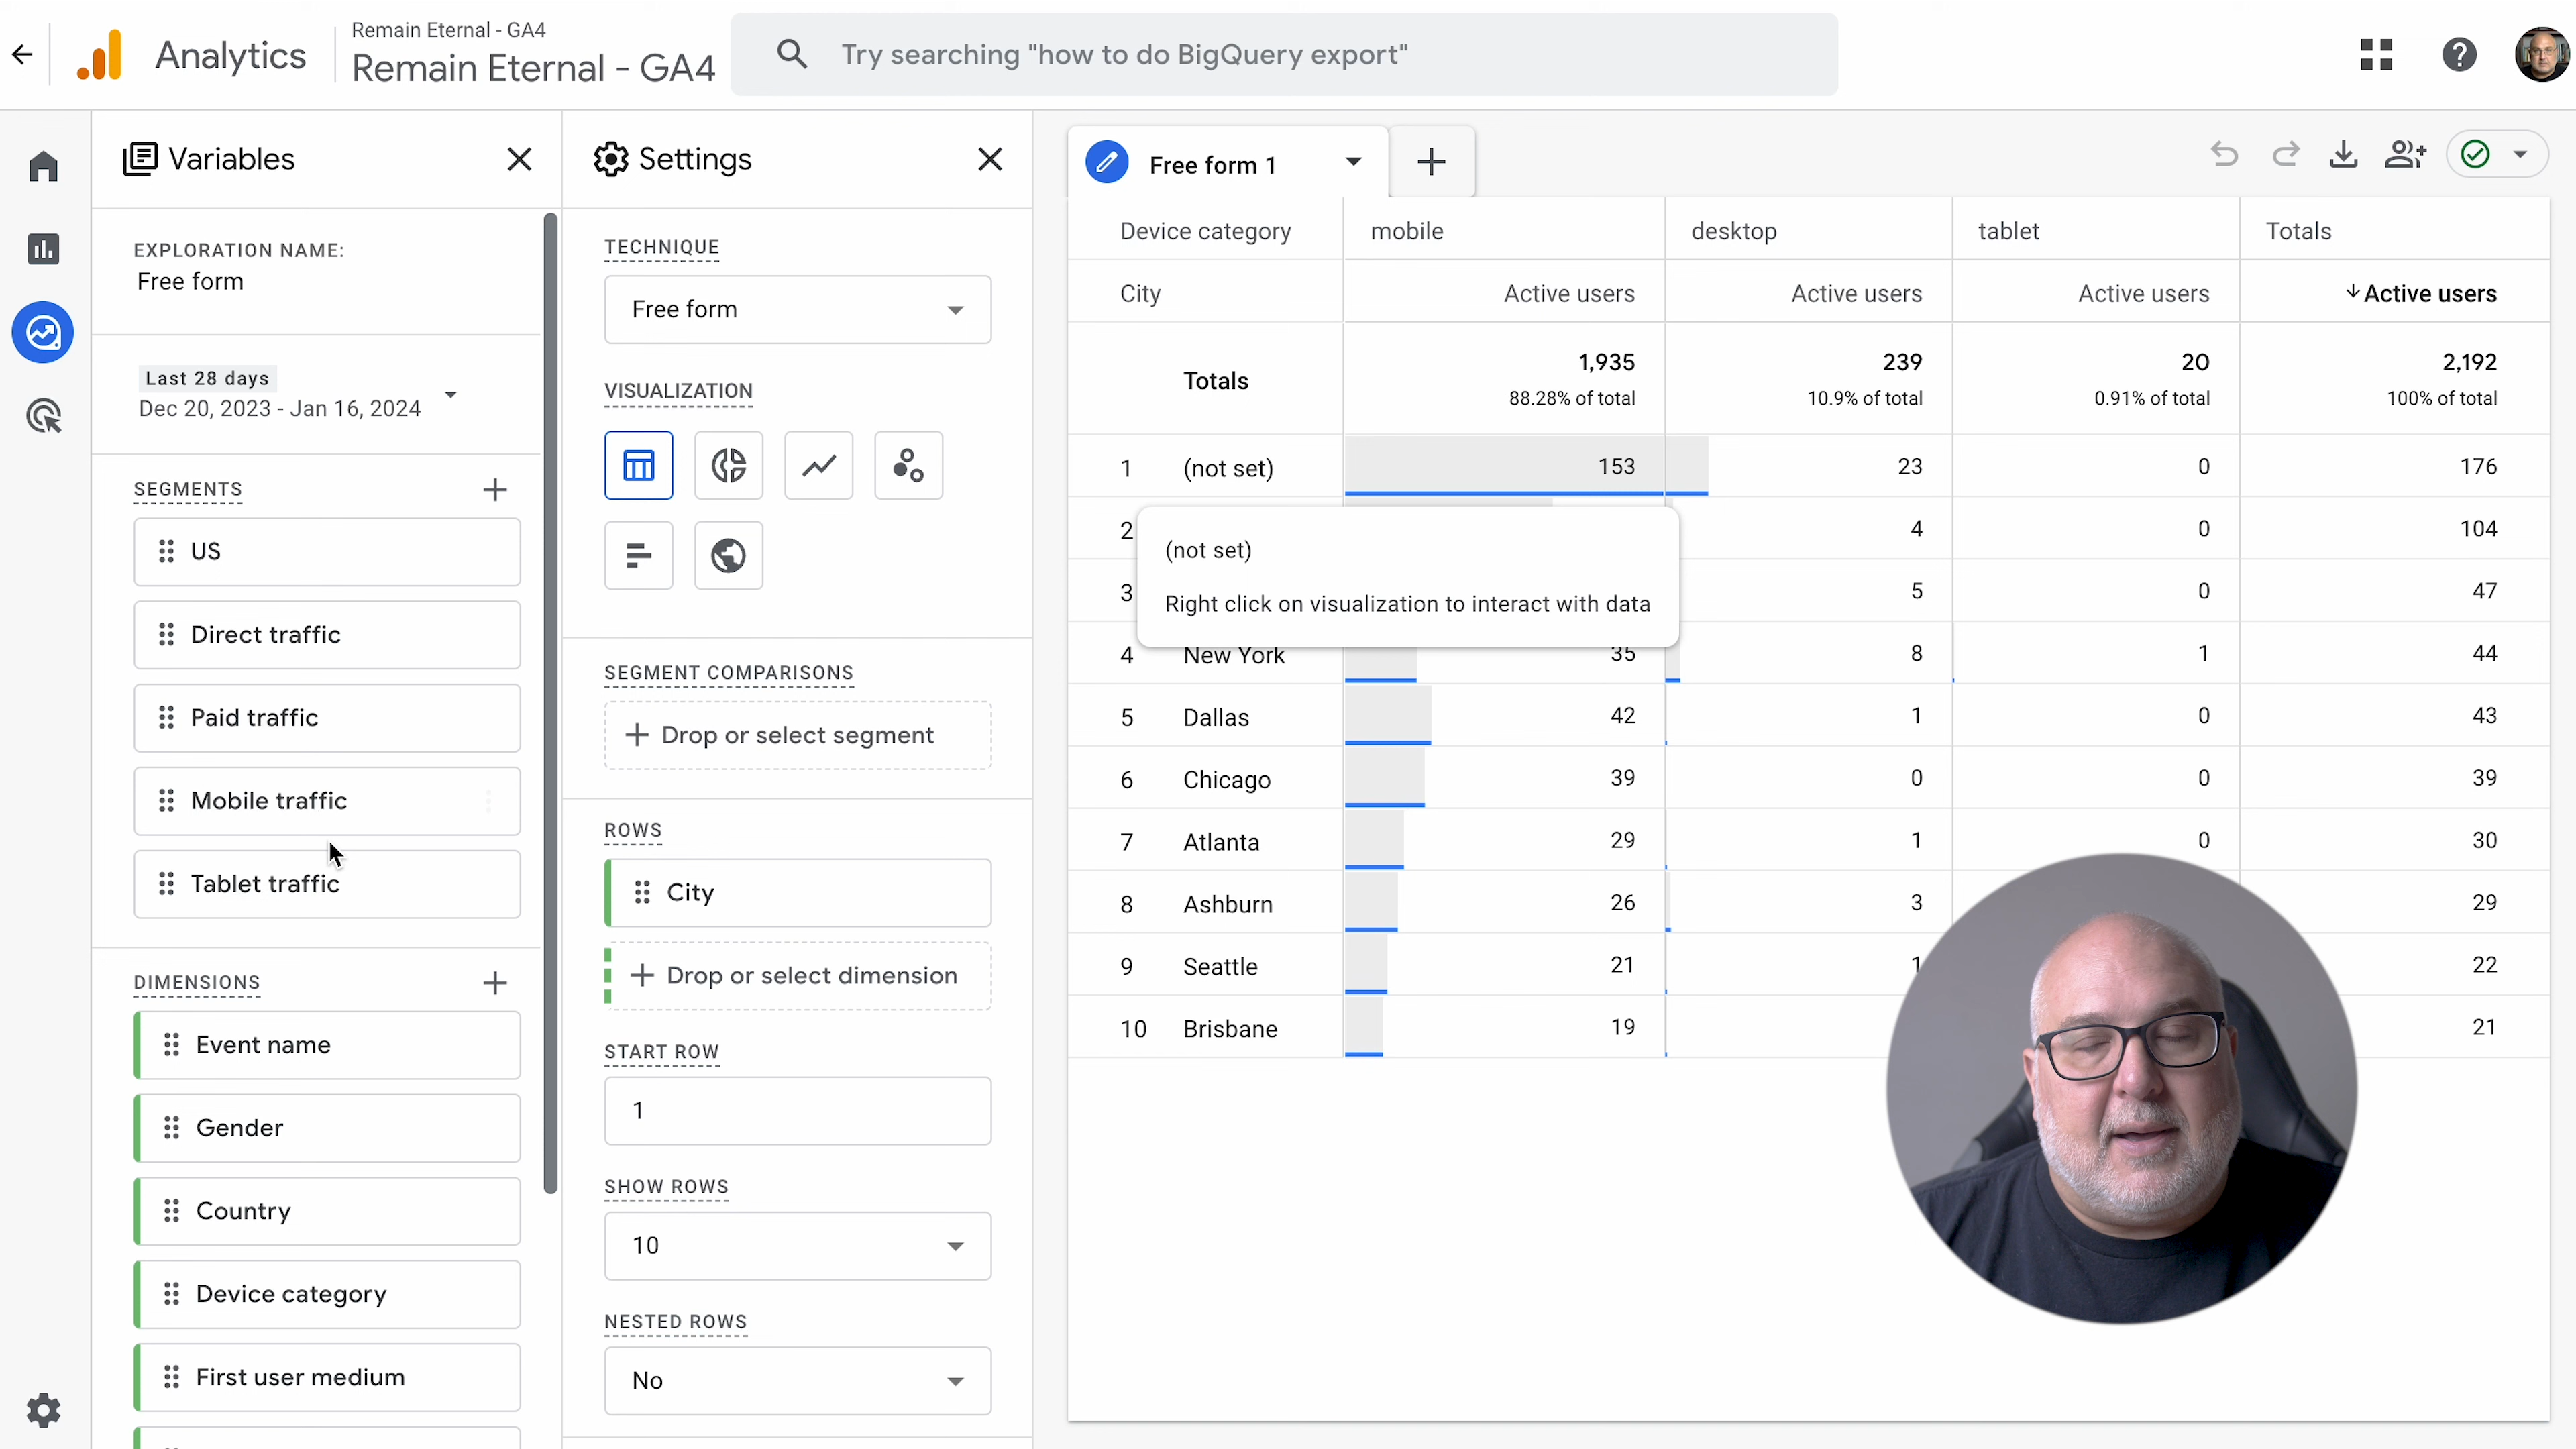 Analytics
Remain Eternal - GA4
Remain Eternal - GA4
Try searching "how to do BigQuery export"
Variables
EXPLORATION NAME:
Free form
Last 28 days
Dec 20, 2023 - Jan 16, 2024
SEGMENTS
US
Direct traffic
Paid traffic
Mobile traffic
Tablet traffic
DIMENSIONS
Event name
Gender
Country
Device category
First user medium
Settings
TECHNIQUE
Free form
VISUALIZATION
SEGMENT COMPARISONS
Drop or select segment
ROWS
City
Drop or select dimension
START ROW
1
SHOW ROWS
10
NESTED ROWS
No
Free form 1
Device category mobile desktop tablet Totals
City Active users Active users Active users Active users
Totals 1,935 239 20 2,192
88.28% of total 10.9% of total 0.91% of total 100% of total
1 (not set) 153 23 0 176
2 4 0 104
(not set)
3 5 0 47
Right click on visualization to interact with data
4 New York 35 8 1 44
5 Dallas 42 1 0 43
6 Chicago 39 0 0 39
7 Atlanta 29 1 0 30
8 Ashburn 26 3 29
9 Seattle 21 1 22
10 Brisbane 19 21